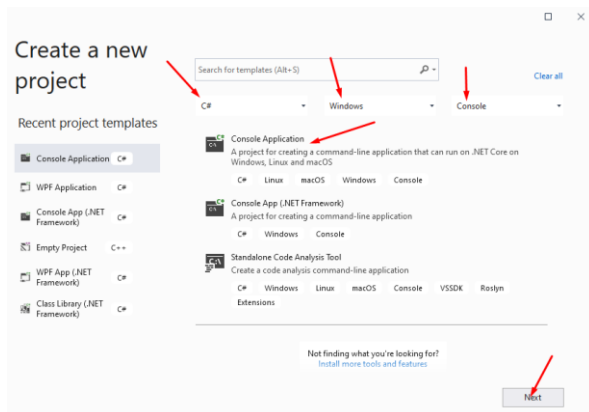 Create a new
project
Recent project templates
Console Application C#
WPF Application C#
Console App (.NET
Framework) C#
Empty Project C++
WPF App (.NET
Framework) C#
Class Library (.NET
Framework) C#
Search for templates (Alt+S)
Clear all
C# Windows Console
Console Application
A project for creating a command-line application that can run on .NET Core on
Windows, Linux and macOS
C# Linux macOS Windows Console
Console App (.NET Framework)
A project for creating a command-line application
C# Windows Console
Standalone Code Analysis Tool
Create a code analysis command-line application
C# Windows Linux macOS Console VSSDK Roslyn
Extensions
Not finding what you're looking for?
Install more tools and features
Next